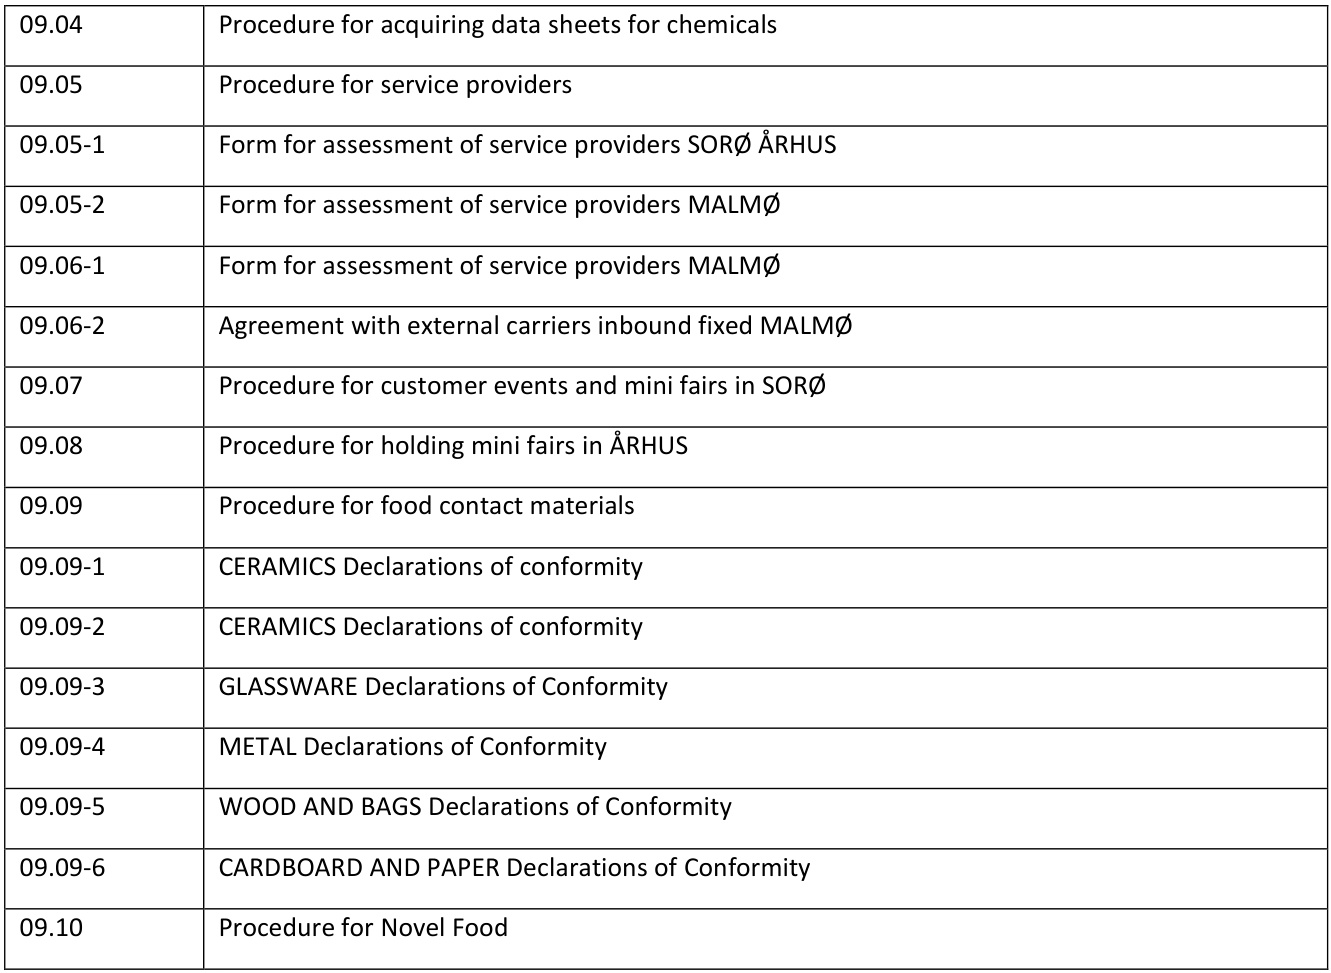 09.04 Procedure for acquiring data sheets for chemicals
09.05 Procedure for service providers
09.05-1 Form for assessment of service providers SORØ ÅRHUS
09.05-2 Form for assessment of service providers MALMØ
09.06-1 Form for assessment of service providers MALMØ
09.06-2 Agreement with external carriers inbound fixed MALMØ
09.07 Procedure for customer events and mini fairs in SORØ
09.08 Procedure for holding mini fairs in ÅRHUS
09.09 Procedure for food contact materials
09.09-1 CERAMICS Declarations of conformity
09.09-2 CERAMICS Declarations of conformity
09.09-3 GLASSWARE Declarations of Conformity
09.09-4 METAL Declarations of Conformity
09.09-5 WOOD AND BAGS Declarations of Conformity
09.09-6 CARDBOARD AND PAPER Declarations of Conformity
09.10 Procedure for Novel Food